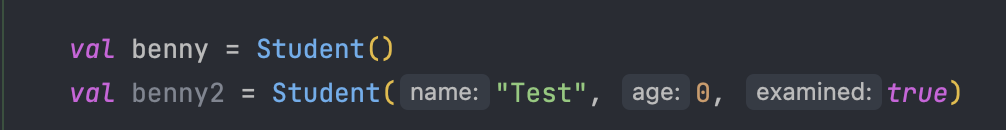 val benny = Student()
val benny2 = Student( name: "Test", age: 0, examined: true)